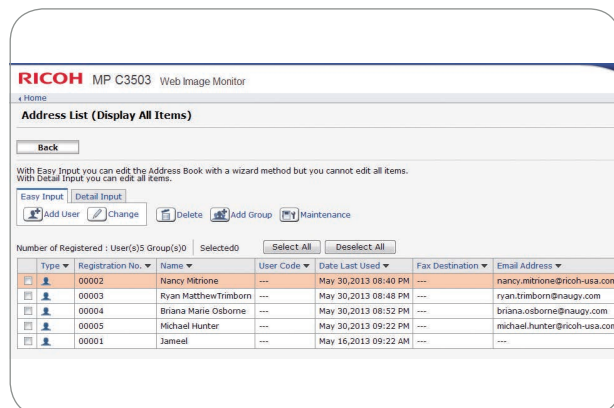 RICOH MP C3503 Web Image Monitor
Home
Address List (Display All Items)
Back
With Easy Input you can edit the Address Book with a wizard method but you cannot edit all items.
With Detail Input you can edit all items.
Easy Input Detail Input
Add User Change Delete Add Group Maintenance
Number of Registered : User(s)5 Group(s)0 Selected0 Select All Deselect All
Type Registration No. Name User Code Date Last Used Fax Destination Email Address
00002 Nancy Mitrione --- May 30,2013 08:40 PM --- nancy.mitrione@ricoh-usa.com
00003 Ryan MatthewTrimborn --- May 30,2013 08:48 PM --- ryan.trimborn@naugy.com
00004 Briana Marie Osborne --- May 30,2013 08:52 PM --- briana.osborne@naugy.com
00005 Michael Hunter --- May 30,2013 09:22 PM --- michael.hunter@ricoh-usa.com
00001 Jameel --- May 16,2013 09:22 AM --- ---